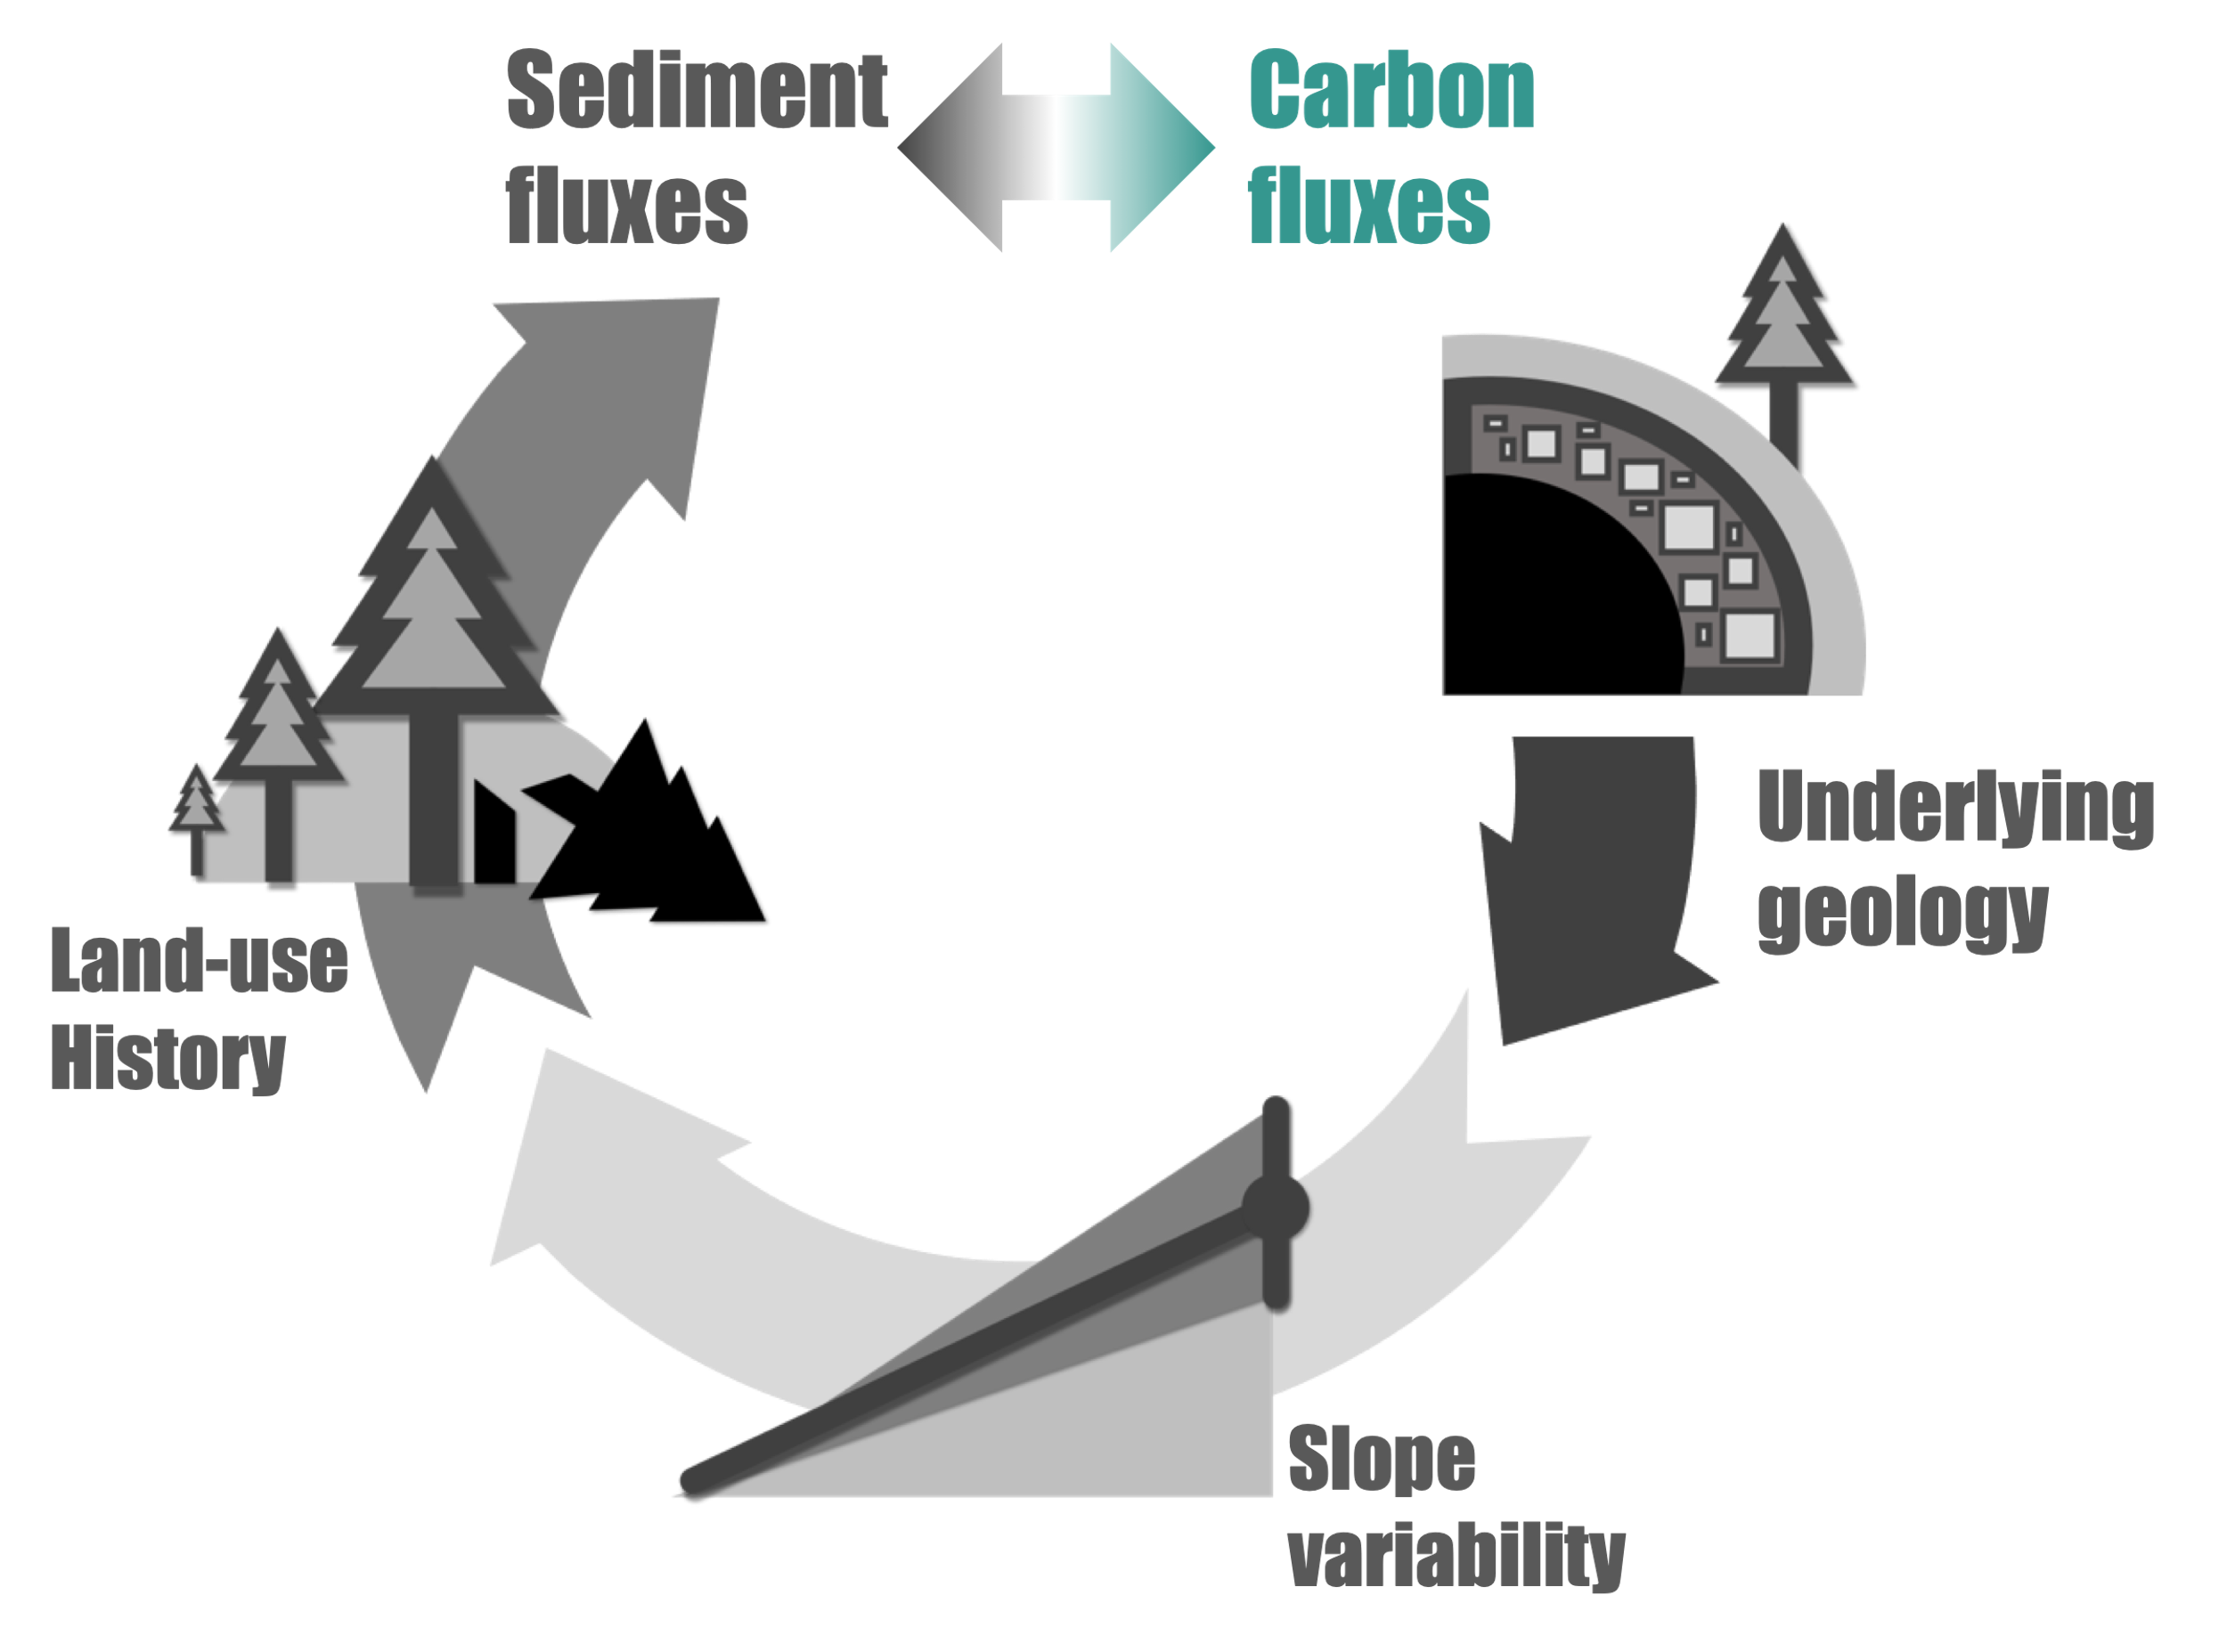 Sediment
fluxes
Carbon
fluxes
Underlying
geology
Land-use
History
Slope
variability